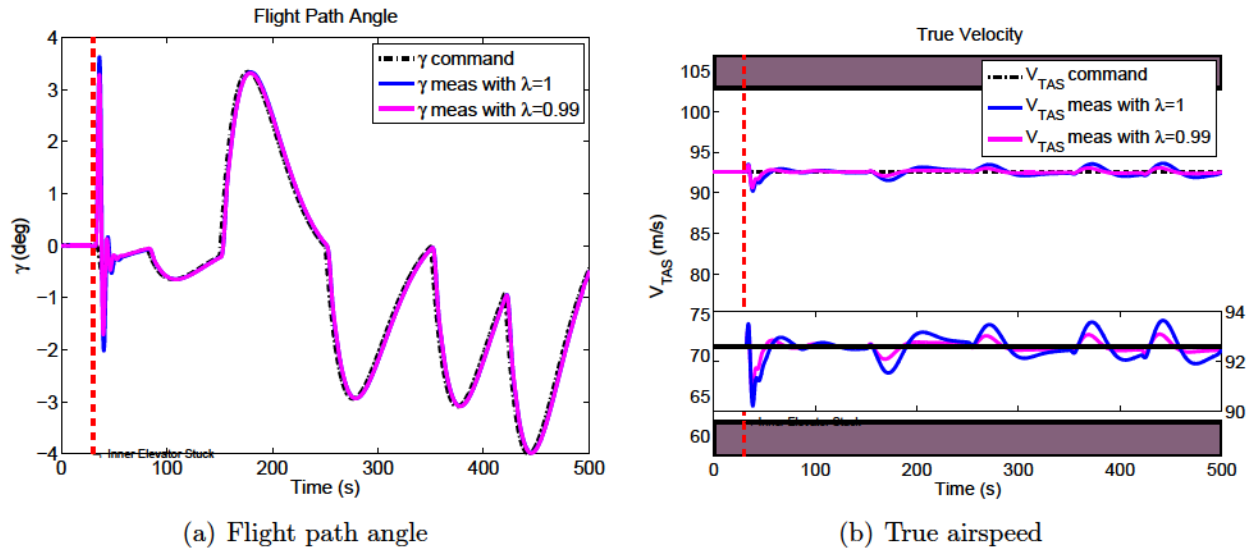 Flight Path Angle
4
3
2
1
0
−1
−2
−3
−4
γ (deg)
γ command
γ meas with λ=1
γ meas with λ=0.99
Inner Elevator Stuck
0 100 200 300 400 500
Time (s)
(a) Flight path angle
True Velocity
105
100
95
90
85
80
75
70
65
60
V_TAS (m/s)
V_TAS command
V_TAS meas with λ=1
V_TAS meas with λ=0.99
94
92
90
Inner Elevator Stuck
0 100 200 300 400 500
Time (s)
(b) True airspeed